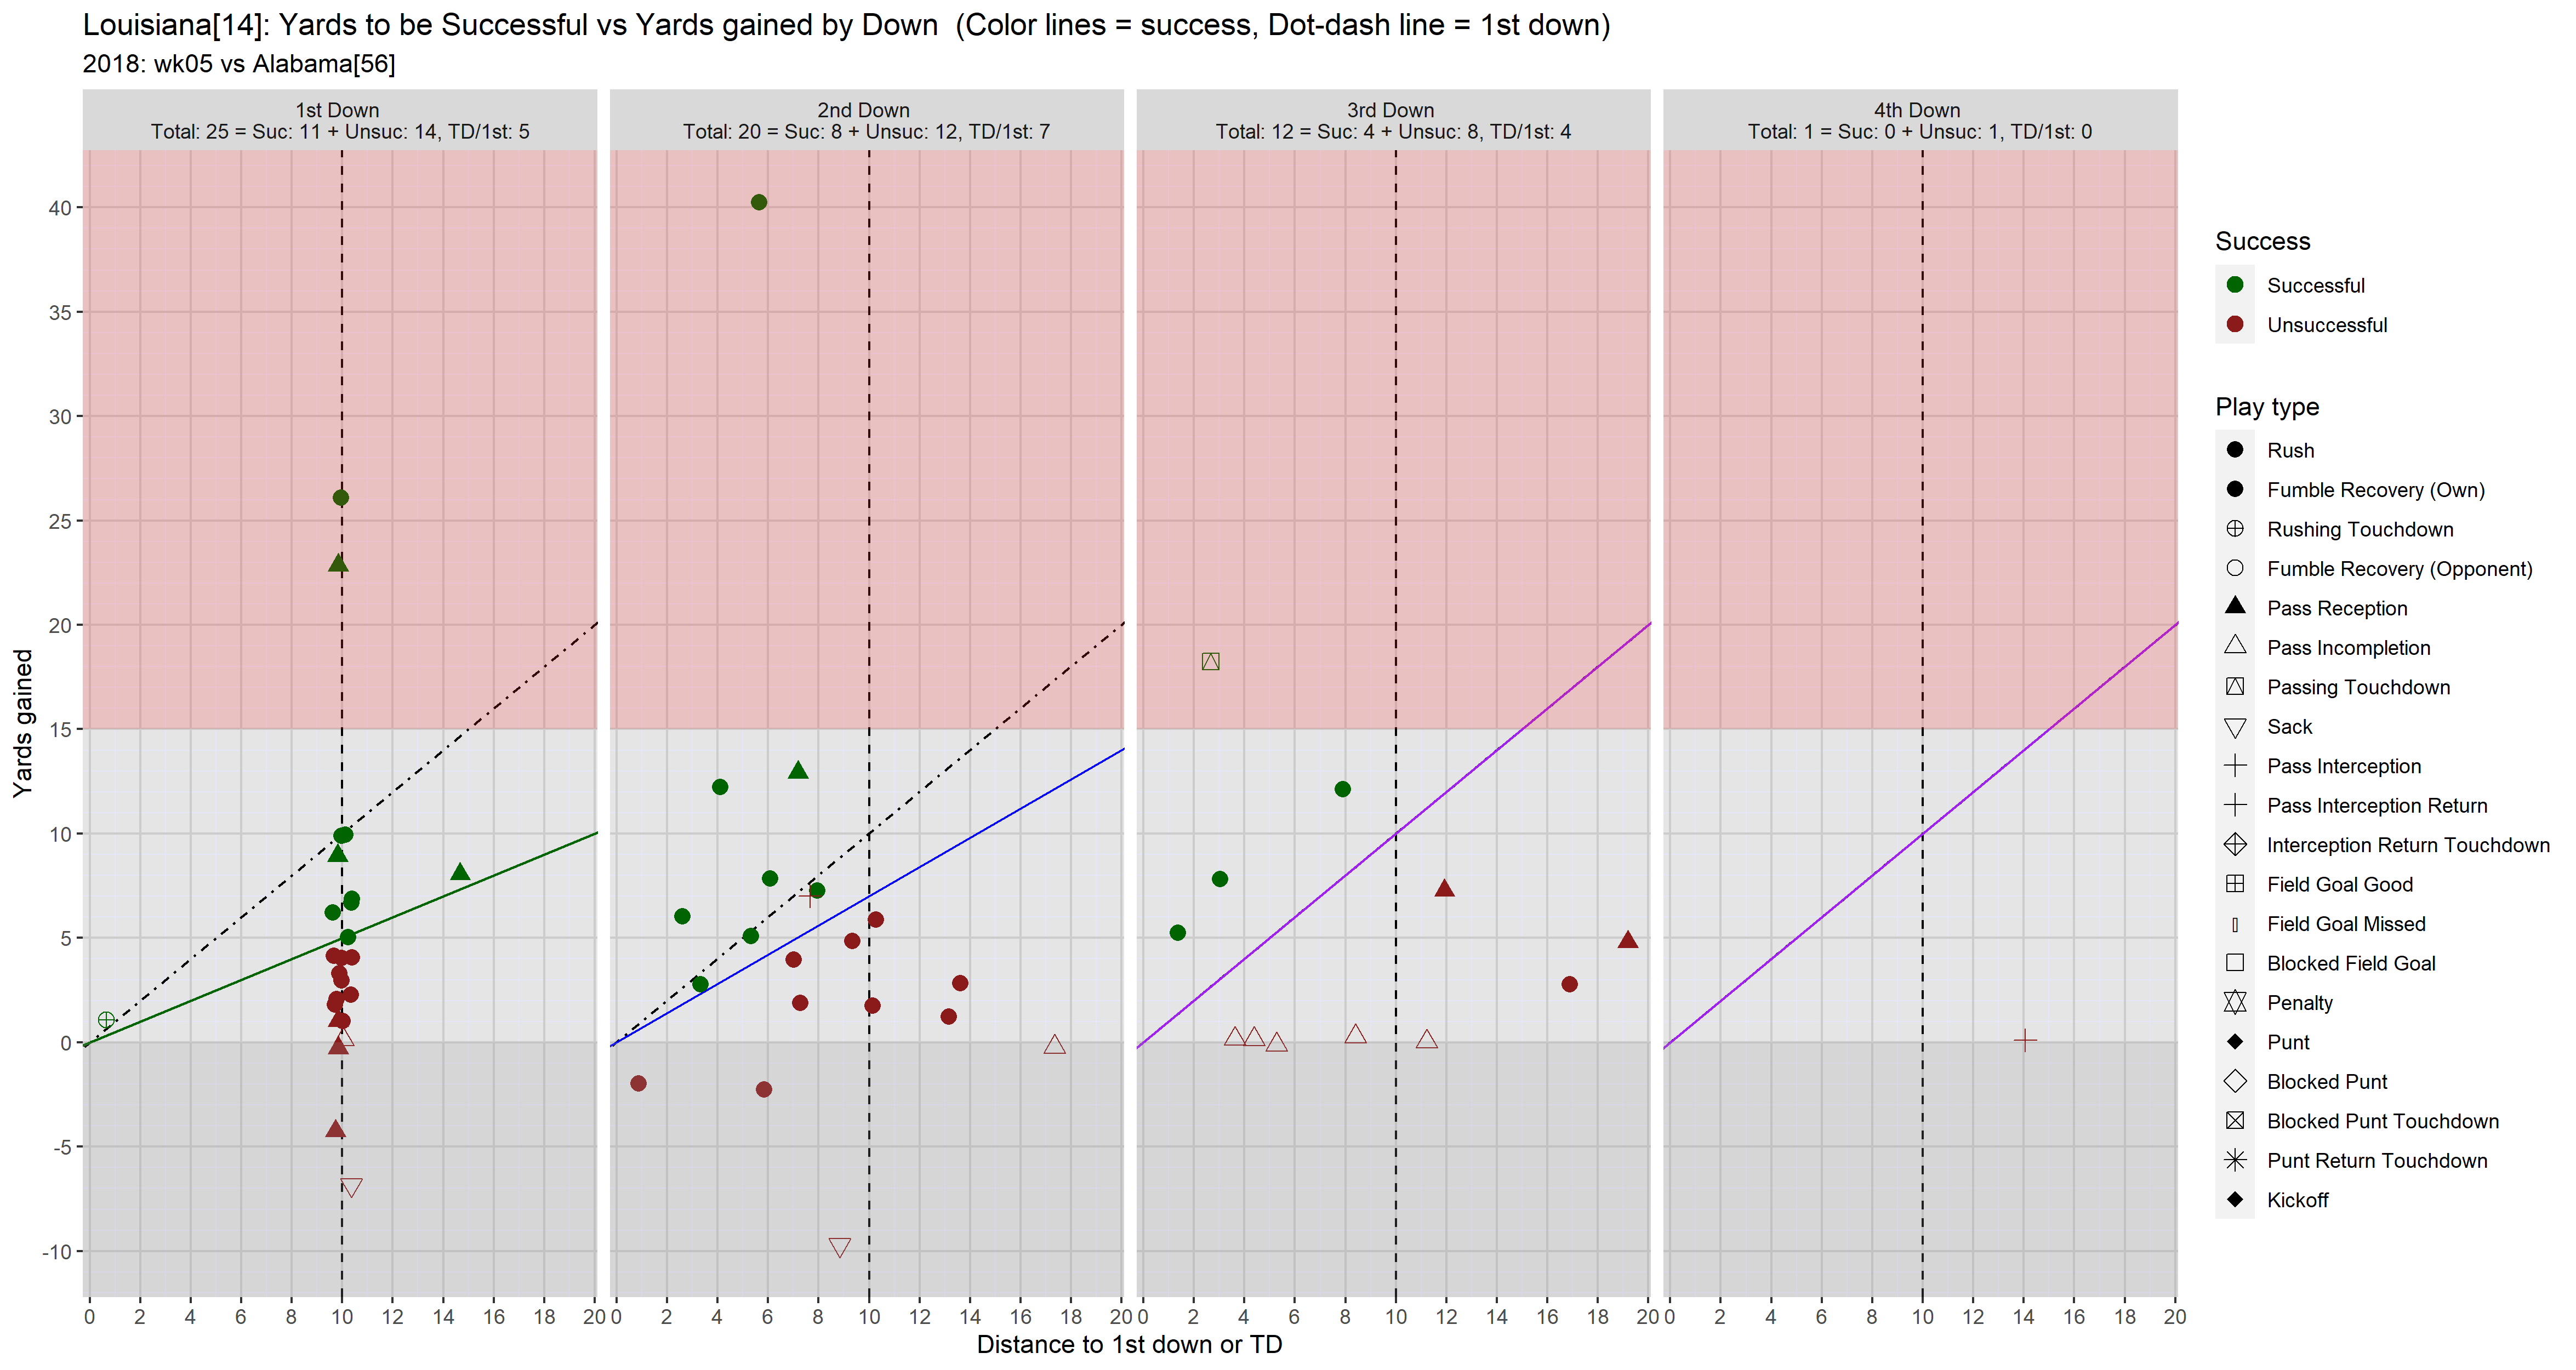 Louisiana[14]: Yards to be Successful vs Yards gained by Down  (Color lines = success, Dot-dash line = 1st down)
2018: wk05 vs Alabama[56]
1st Down
Total: 25 = Suc: 11 + Unsuc: 14, TD/1st: 5
2nd Down
Total: 20 = Suc: 8 + Unsuc: 12, TD/1st: 7
3rd Down
Total: 12 = Suc: 4 + Unsuc: 8, TD/1st: 4
4th Down
Total: 1 = Suc: 0 + Unsuc: 1, TD/1st: 0
Yards gained
40
35
30
25
20
15
10
5
0
-5
-10
0 2 4 6 8 10 12 14 16 18 20
0 2 4 6 8 10 12 14 16 18 20
0 2 4 6 8 10 12 14 16 18 20
0 2 4 6 8 10 12 14 16 18 20
Distance to 1st down or TD
Success
Successful
Unsuccessful
Play type
Rush
Fumble Recovery (Own)
Rushing Touchdown
Fumble Recovery (Opponent)
Pass Reception
Pass Incompletion
Passing Touchdown
Sack
Pass Interception
Pass Interception Return
Interception Return Touchdown
Field Goal Good
Field Goal Missed
Blocked Field Goal
Penalty
Punt
Blocked Punt
Blocked Punt Touchdown
Punt Return Touchdown
Kickoff